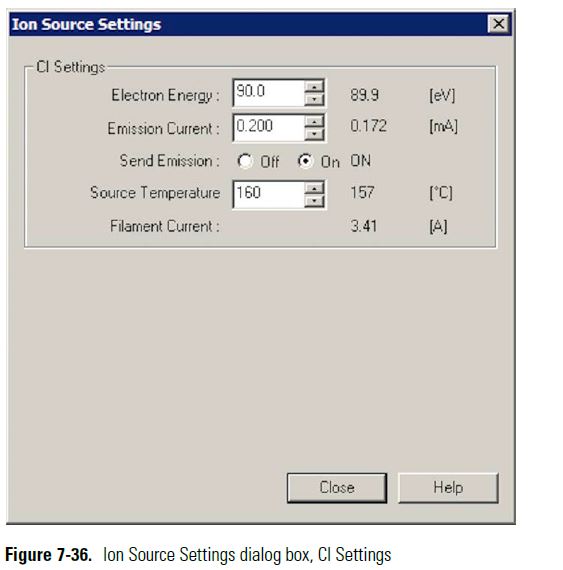 Ion Source Settings
CI Settings
Electron Energy : 90.0 89.9 [eV]
Emission Current : 0.200 0.172 [mA]
Send Emission : Off On ON
Source Temperature 160 157 [°C]
Filament Current : 3.41 [A]
Close Help
Figure 7-36. Ion Source Settings dialog box, CI Settings